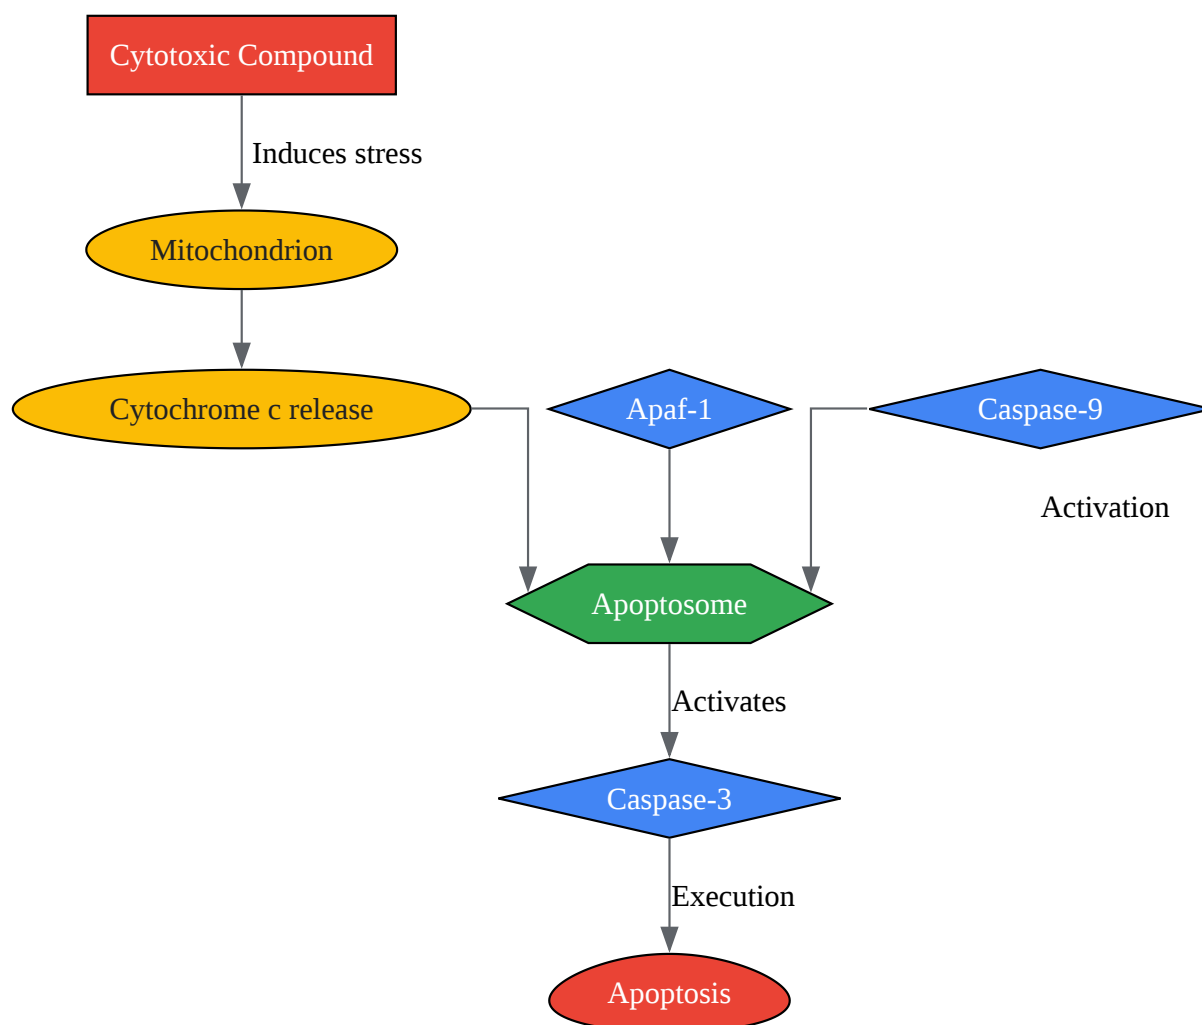 Cytotoxic Compound
Induces stress
Mitochondrion
Cytochrome c release
Apaf-1
Caspase-9
Activation
Apoptosome
Activates
Caspase-3
Execution
Apoptosis